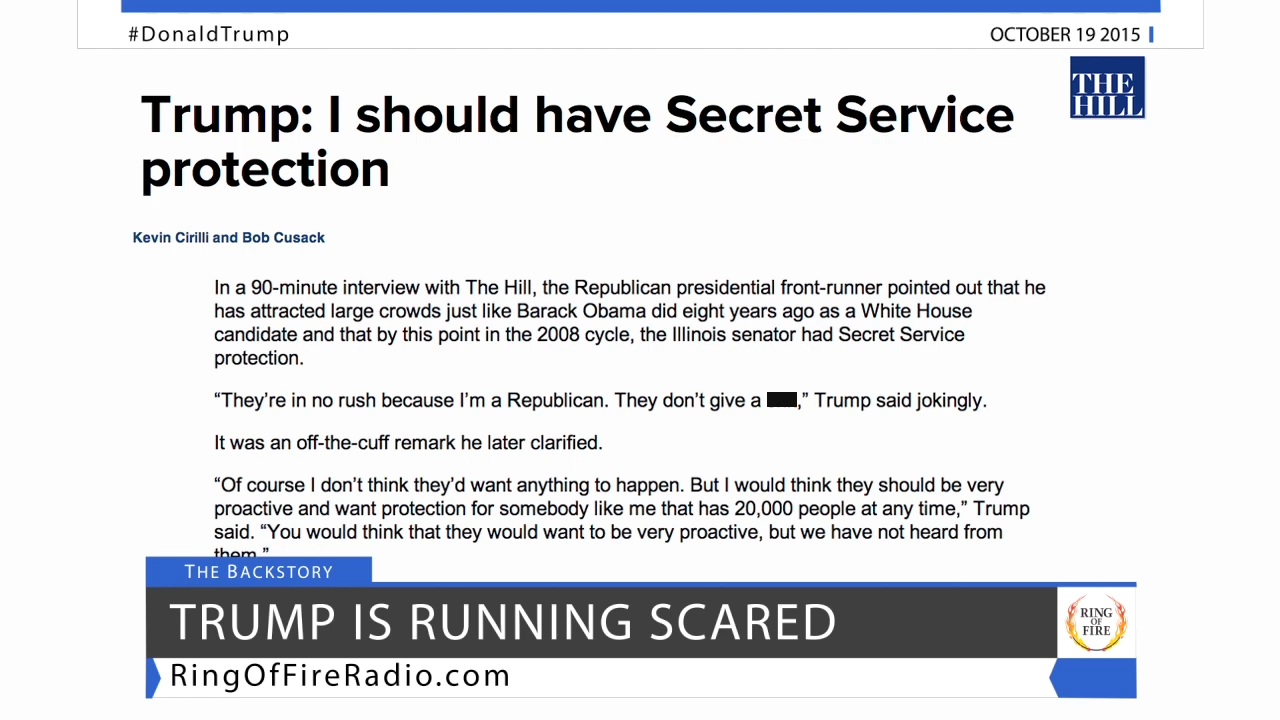 #DonaldTrump
OCTOBER 19 2015
THE
HILL
Trump: I should have Secret Service
protection
Kevin Cirilli and Bob Cusack
In a 90-minute interview with The Hill, the Republican presidential front-runner pointed out that he
has attracted large crowds just like Barack Obama did eight years ago as a White House
candidate and that by this point in the 2008 cycle, the Illinois senator had Secret Service
protection.
“They’re in no rush because I’m a Republican. They don’t give a ,” Trump said jokingly.
It was an off-the-cuff remark he later clarified.
“Of course I don’t think they’d want anything to happen. But I would think they should be very
proactive and want protection for somebody like me that has 20,000 people at any time,” Trump
said. “You would think that they would want to be very proactive, but we have not heard from
them.”
THE BACKSTORY
TRUMP IS RUNNING SCARED
RING
OF
FIRE
RingOfFireRadio.com